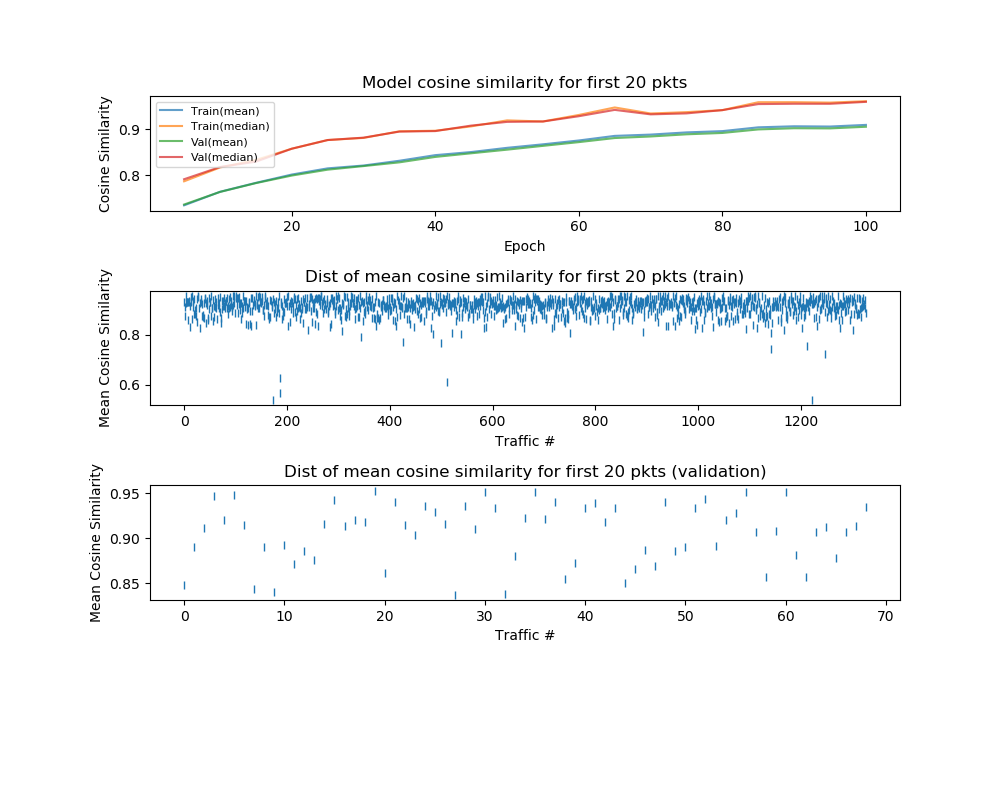 Model cosine similarity for first 20 pkts
Cosine Similarity
0.9
0.8
Train(mean)
Train(median)
Val(mean)
Val(median)
20 40 60 80 100
Epoch
Dist of mean cosine similarity for first 20 pkts (train)
Mean Cosine Similarity
0.8
0.6
0 200 400 600 800 1000 1200
Traffic #
Dist of mean cosine similarity for first 20 pkts (validation)
Mean Cosine Similarity
0.95
0.90
0.85
0 10 20 30 40 50 60 70
Traffic #